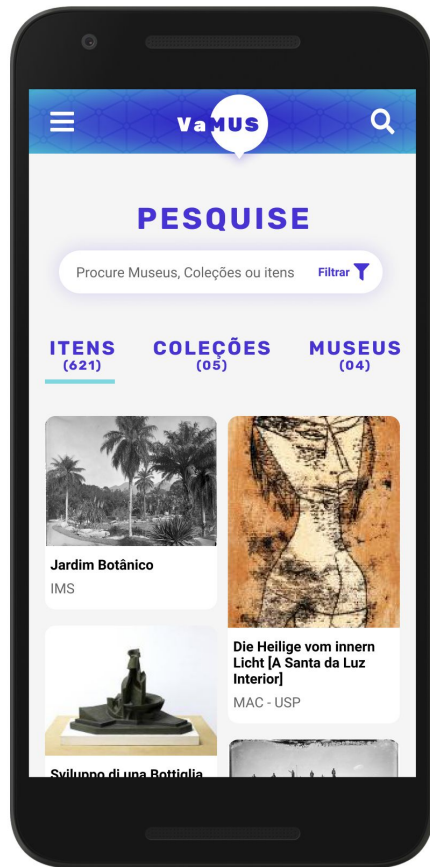 VaMUS
PESQUISE
Procure Museus, Coleções ou itens
Filtrar
ITENS
(621)
COLEÇÕES
(05)
MUSEUS
(04)
Jardim Botânico
IMS
Die Heilige vom innern
Licht [A Santa da Luz
Interior]
MAC - USP
Sviluppo di una Bottiglia